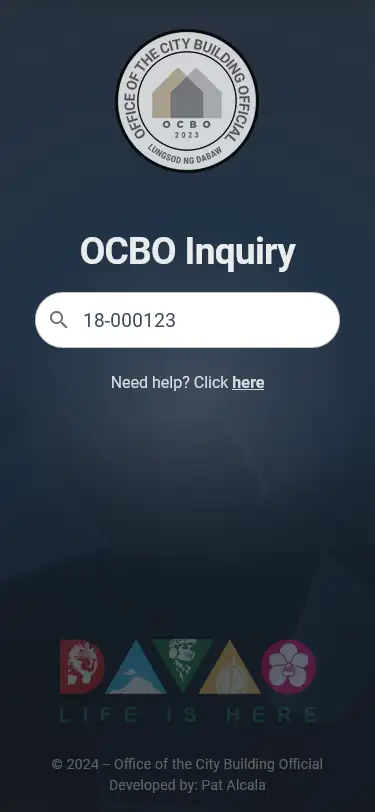 OFFICE OF THE CITY BUILDING OFFICIAL
OCBO
2023
LUNGSOD NG DABAW
OCBO Inquiry
18-000123
Need help? Click here
DAVAO
LIFE IS HERE
© 2024 – Office of the City Building Official
Developed by: Pat Alcala